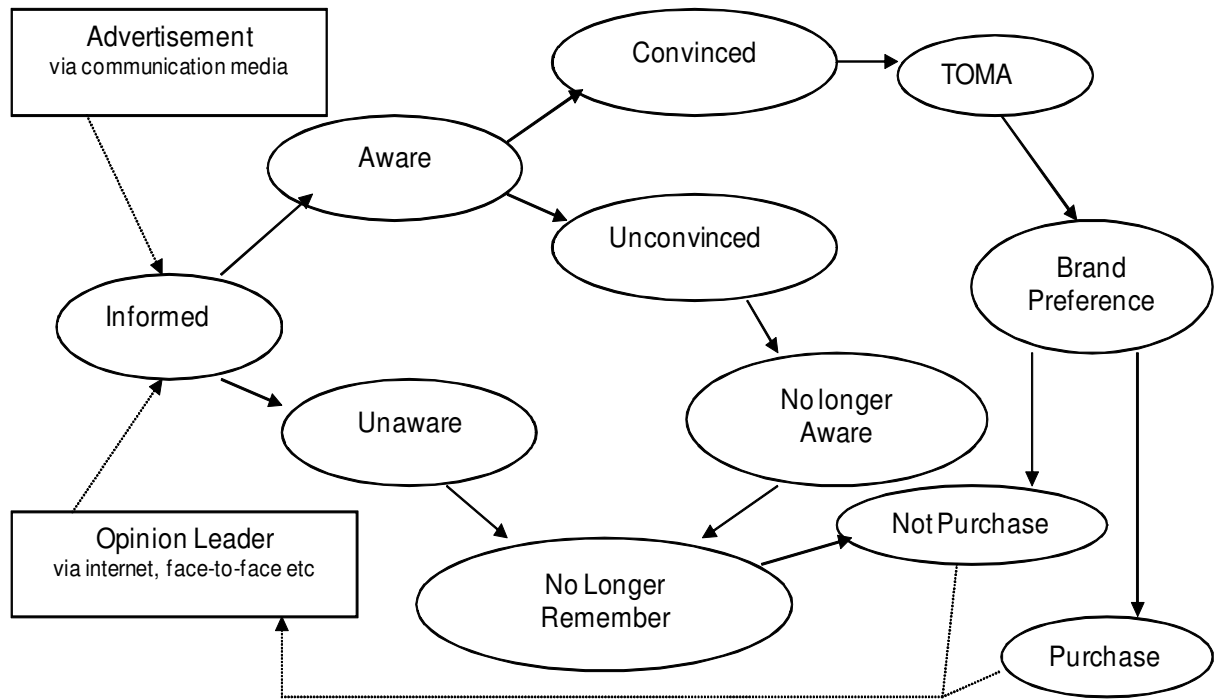 Advertisement
via communication media
Convinced
TOMA
Aware
Unconvinced
Brand
Preference
Informed
No longer
Aware
Unaware
Not Purchase
Opinion Leader
via internet, face-to-face etc
No Longer
Remember
Purchase